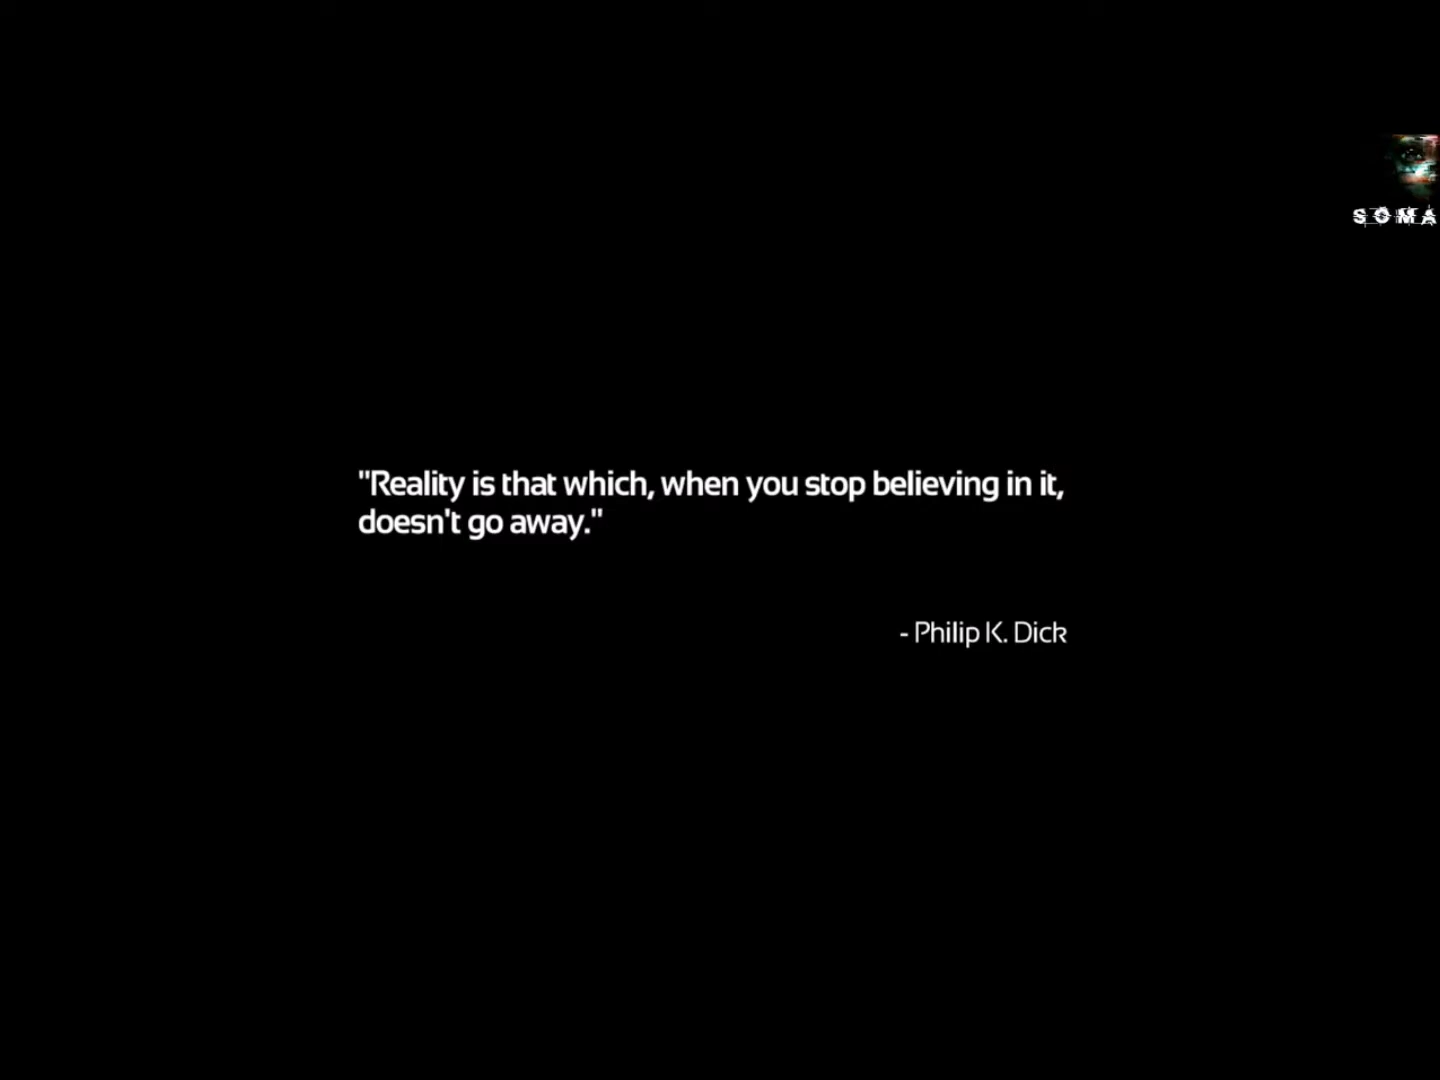 SOMA
"Reality is that which, when you stop believing in it,
doesn't go away."
- Philip K. Dick